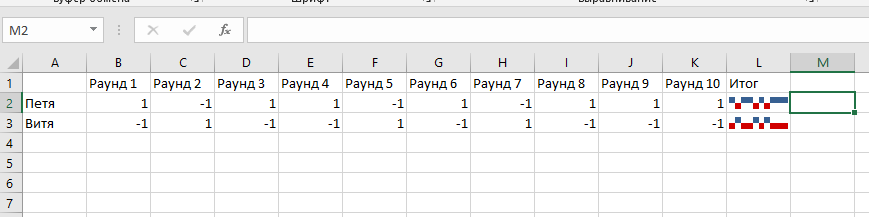 Буфер обмена Шрифт Выравнивание
M2 fx
A B C D E F G H I J K L M
1 Раунд 1 Раунд 2 Раунд 3 Раунд 4 Раунд 5 Раунд 6 Раунд 7 Раунд 8 Раунд 9 Раунд 10 Итог
2 Петя 1 -1 1 1 -1 1 -1 1 1 1
3 Витя -1 1 -1 -1 1 -1 1 -1 -1 -1
4
5
6
7